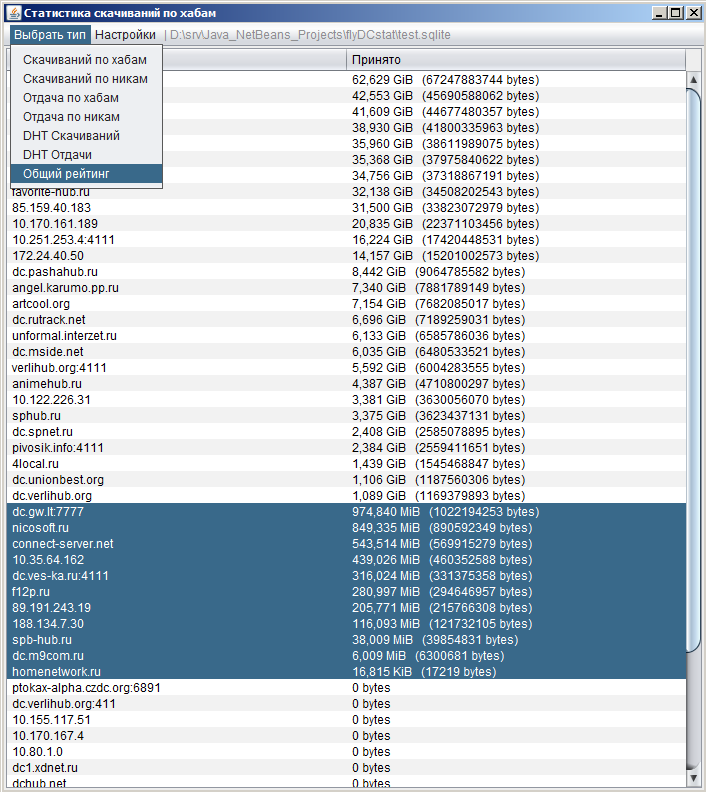 Статистика скачиваний по хабам
Выбрать тип Настройки | D:\srv\Java_NetBeans_Projects\flyDCstat\test.sqlite
Скачиваний по хабам
Скачиваний по никам
Отдача по хабам
Отдача по никам
DHT Скачиваний
DHT Отдачи
Общий рейтинг
Принято
62,629 GiB (67247883744 bytes)
42,553 GiB (45690588062 bytes)
41,609 GiB (44677480357 bytes)
38,930 GiB (41800335963 bytes)
35,960 GiB (38611989075 bytes)
35,368 GiB (37975840622 bytes)
34,756 GiB (37318867191 bytes)
favorite-hub.ru 32,138 GiB (34508202543 bytes)
85.159.40.183 31,500 GiB (33823072979 bytes)
10.170.161.189 20,835 GiB (22371103456 bytes)
10.251.253.4:4111 16,224 GiB (17420448531 bytes)
172.24.40.50 14,157 GiB (15201002573 bytes)
dc.pashahub.ru 8,442 GiB (9064785582 bytes)
angel.karumo.pp.ru 7,340 GiB (7881789149 bytes)
artcool.org 7,154 GiB (7682085017 bytes)
dc.rutrack.net 6,696 GiB (7189259031 bytes)
unformal.interzet.ru 6,133 GiB (6585786036 bytes)
dc.mside.net 6,035 GiB (6480533521 bytes)
verlihub.org:4111 5,592 GiB (6004283555 bytes)
animehub.ru 4,387 GiB (4710800297 bytes)
10.122.226.31 3,381 GiB (3630056070 bytes)
sphub.ru 3,375 GiB (3623437131 bytes)
dc.spnet.ru 2,408 GiB (2585078895 bytes)
pivosik.info:4111 2,384 GiB (2559411651 bytes)
4local.ru 1,439 GiB (1545468847 bytes)
dc.unionbest.org 1,106 GiB (1187560306 bytes)
dc.verlihub.org 1,089 GiB (1169379893 bytes)
dc.gw.lt:7777 974,840 MiB (1022194253 bytes)
nicosoft.ru 849,335 MiB (890592349 bytes)
connect-server.net 543,514 MiB (569915279 bytes)
10.35.64.162 439,026 MiB (460352588 bytes)
dc.ves-ka.ru:4111 316,024 MiB (331375358 bytes)
f12p.ru 280,997 MiB (294646957 bytes)
89.191.243.19 205,771 MiB (215766308 bytes)
188.134.7.30 116,093 MiB (121732105 bytes)
spb-hub.ru 38,009 MiB (39854831 bytes)
dc.m9com.ru 6,009 MiB (6300681 bytes)
homenetwork.ru 16,815 KiB (17219 bytes)
ptokax-alpha.czdc.org:6891 0 bytes
dc.verlihub.org:411 0 bytes
10.155.117.51 0 bytes
10.170.167.4 0 bytes
10.80.1.0 0 bytes
dc1.xdnet.ru 0 bytes
dchub.net 0 bytes